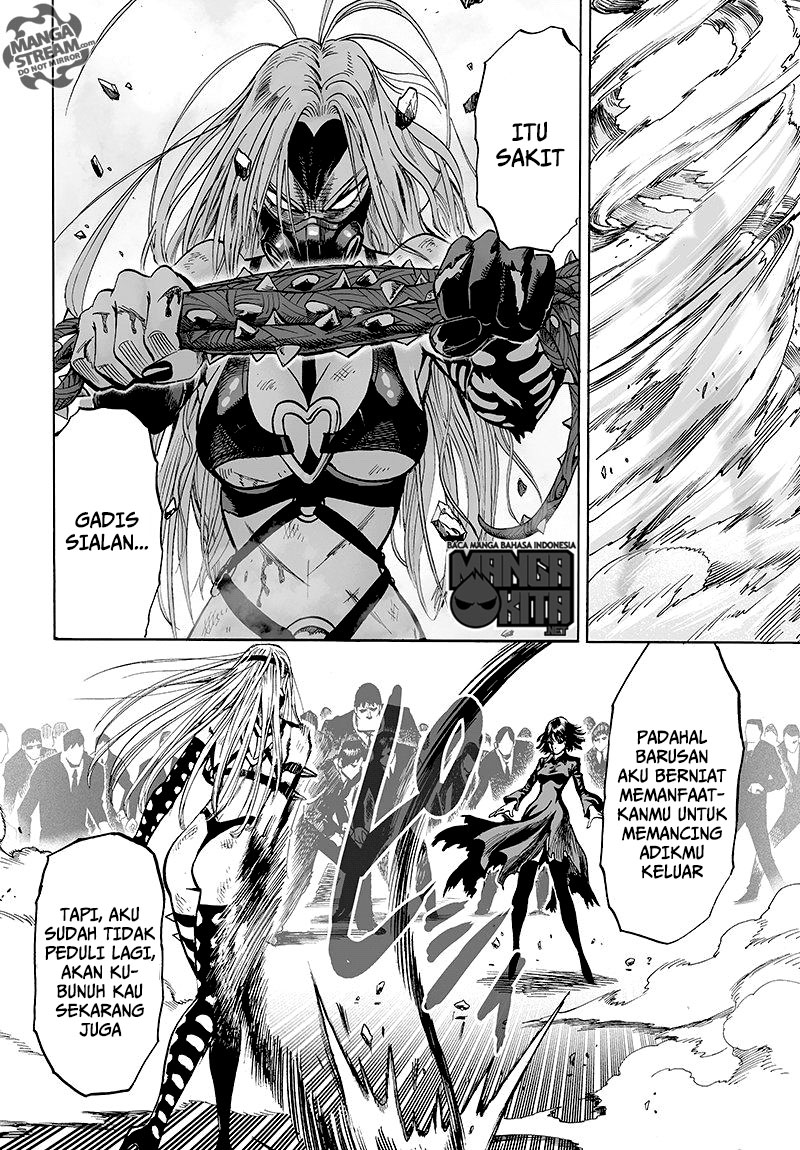 MANGA
STREAM.com
DO NOT MIRROR
ITU
SAKIT
GADIS
SIALAN...
BACA MANGA BAHASA INDONESIA
MANGA
KITA
.NET
PADAHAL
BARUSAN
AKU BERNIAT
MEMANFAAT-
KANMU UNTUK
MEMANCING
ADIKMU
KELUAR
TAPI, AKU
SUDAH TIDAK
PEDULI LAGI,
AKAN KU-
BUNUH KAU
SEKARANG
JUGA